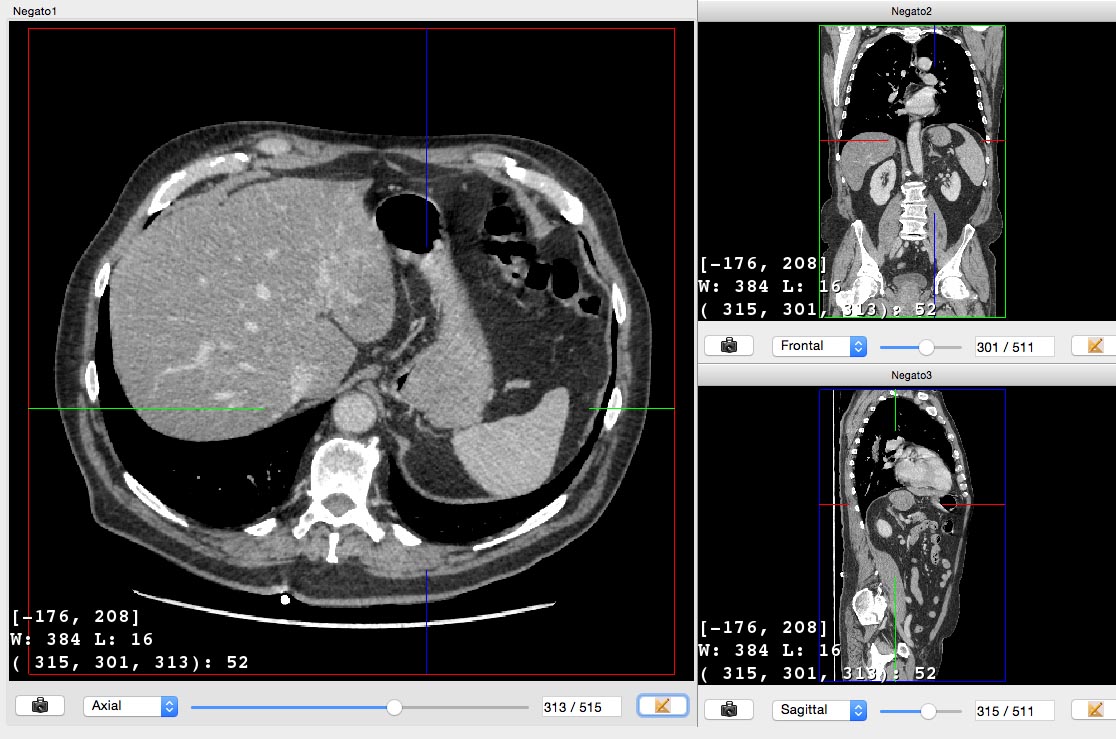 Negato1
[-176, 208]
W: 384 L: 16
( 315, 301, 313): 52
Axial
313 / 515
Negato2
[-176, 208]
W: 384 L: 16
( 315, 301, 313): 52
Frontal
301 / 511
Negato3
[-176, 208]
W: 384 L: 16
( 315, 301, 313): 52
Sagittal
315 / 511